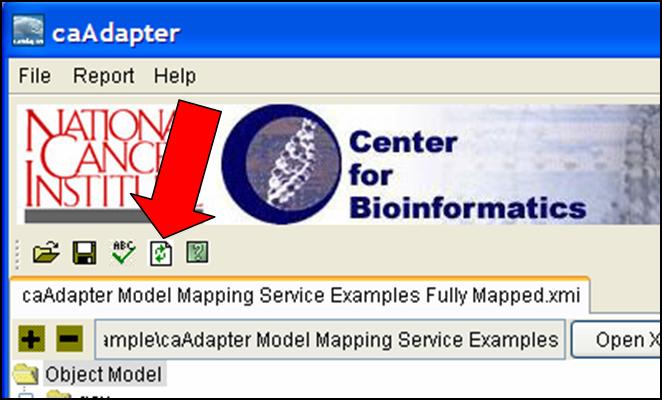 caAdapter
File Report Help
NATIONAL
CANCER
INSTITUTE
Center
for
Bioinformatics
ABC
caAdapter Model Mapping Service Examples Fully Mapped.xmi
ample\caAdapter Model Mapping Service Examples
Open X
Object Model